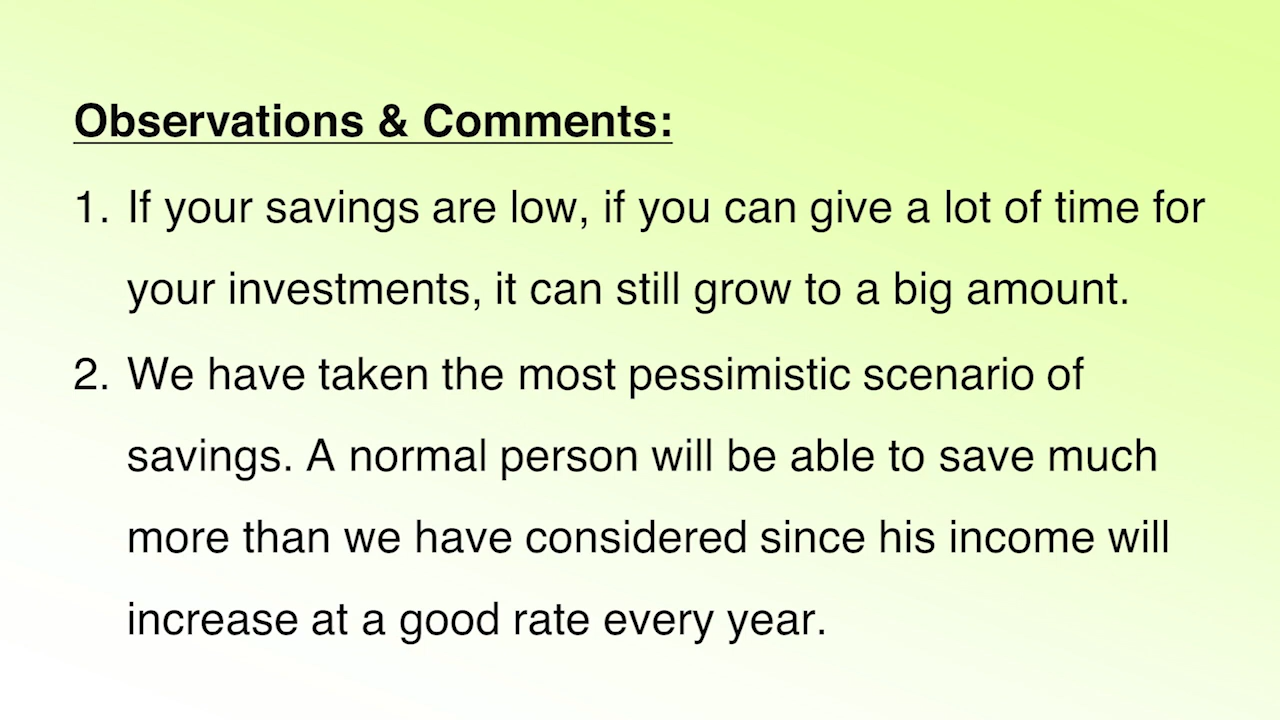 Observations & Comments:
1. If your savings are low, if you can give a lot of time for
your investments, it can still grow to a big amount.
2. We have taken the most pessimistic scenario of
savings. A normal person will be able to save much
more than we have considered since his income will
increase at a good rate every year.